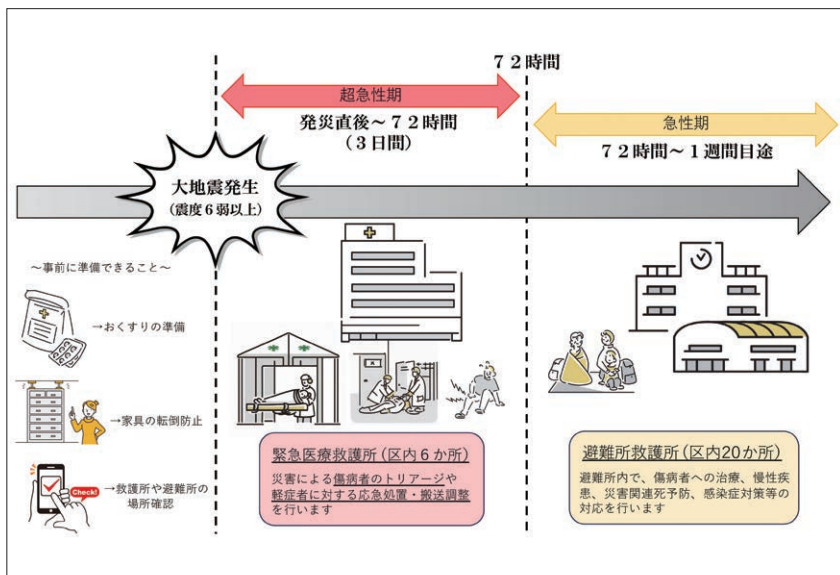 ７２時間
超急性期
発災直後～７２時間
（３日間）
急性期
７２時間～１週間目途
大地震発生
（震度６弱以上）
～事前に準備できること～
→おくすりの準備
→家具の転倒防止
Check!
→救護所や避難所の
場所確認
緊急医療救護所（区内６か所）
災害による傷病者のトリアージや
軽症者に対する応急処置・搬送調整
を行います
避難所救護所（区内20か所）
避難所内で、傷病者への治療、慢性疾
患、災害関連死予防、感染症対策等の
対応を行います